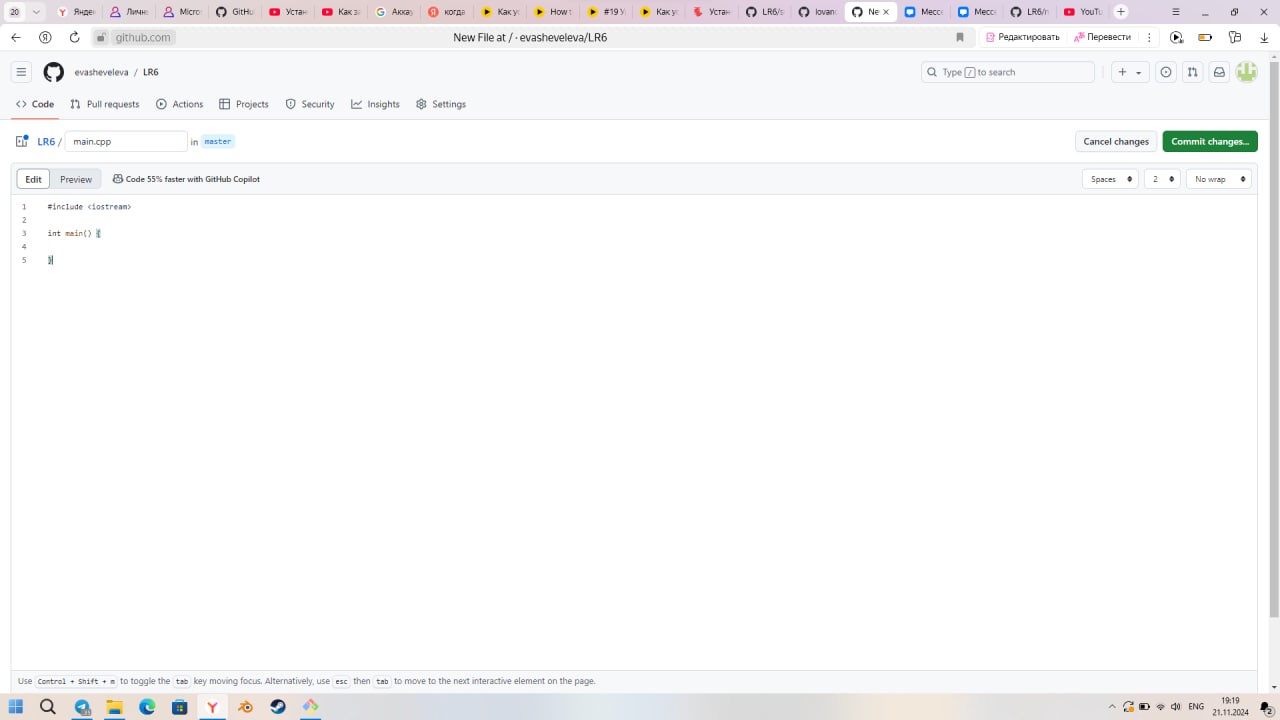 20 Личн Micro GitHu Устан Как за Аккау когда Как ус How t #19 У Как ус Устан LR6/s Iovan Ne Месс Месс LR6/r YouTu
github.com New File at / · evasheveleva/LR6 Редактировать Перевести
evasheveleva / LR6 Type / to search
Code Pull requests Actions Projects Security Insights Settings
LR6 / main.cpp in master Cancel changes Commit changes...
Edit Preview Code 55% faster with GitHub Copilot Spaces 2 No wrap
1 #include <iostream>
2
3 int main() {
4
5 }
Use Control + Shift + m to toggle the tab key moving focus. Alternatively, use esc then tab to move to the next interactive element on the page.
ENG 19:19
21.11.2024 2